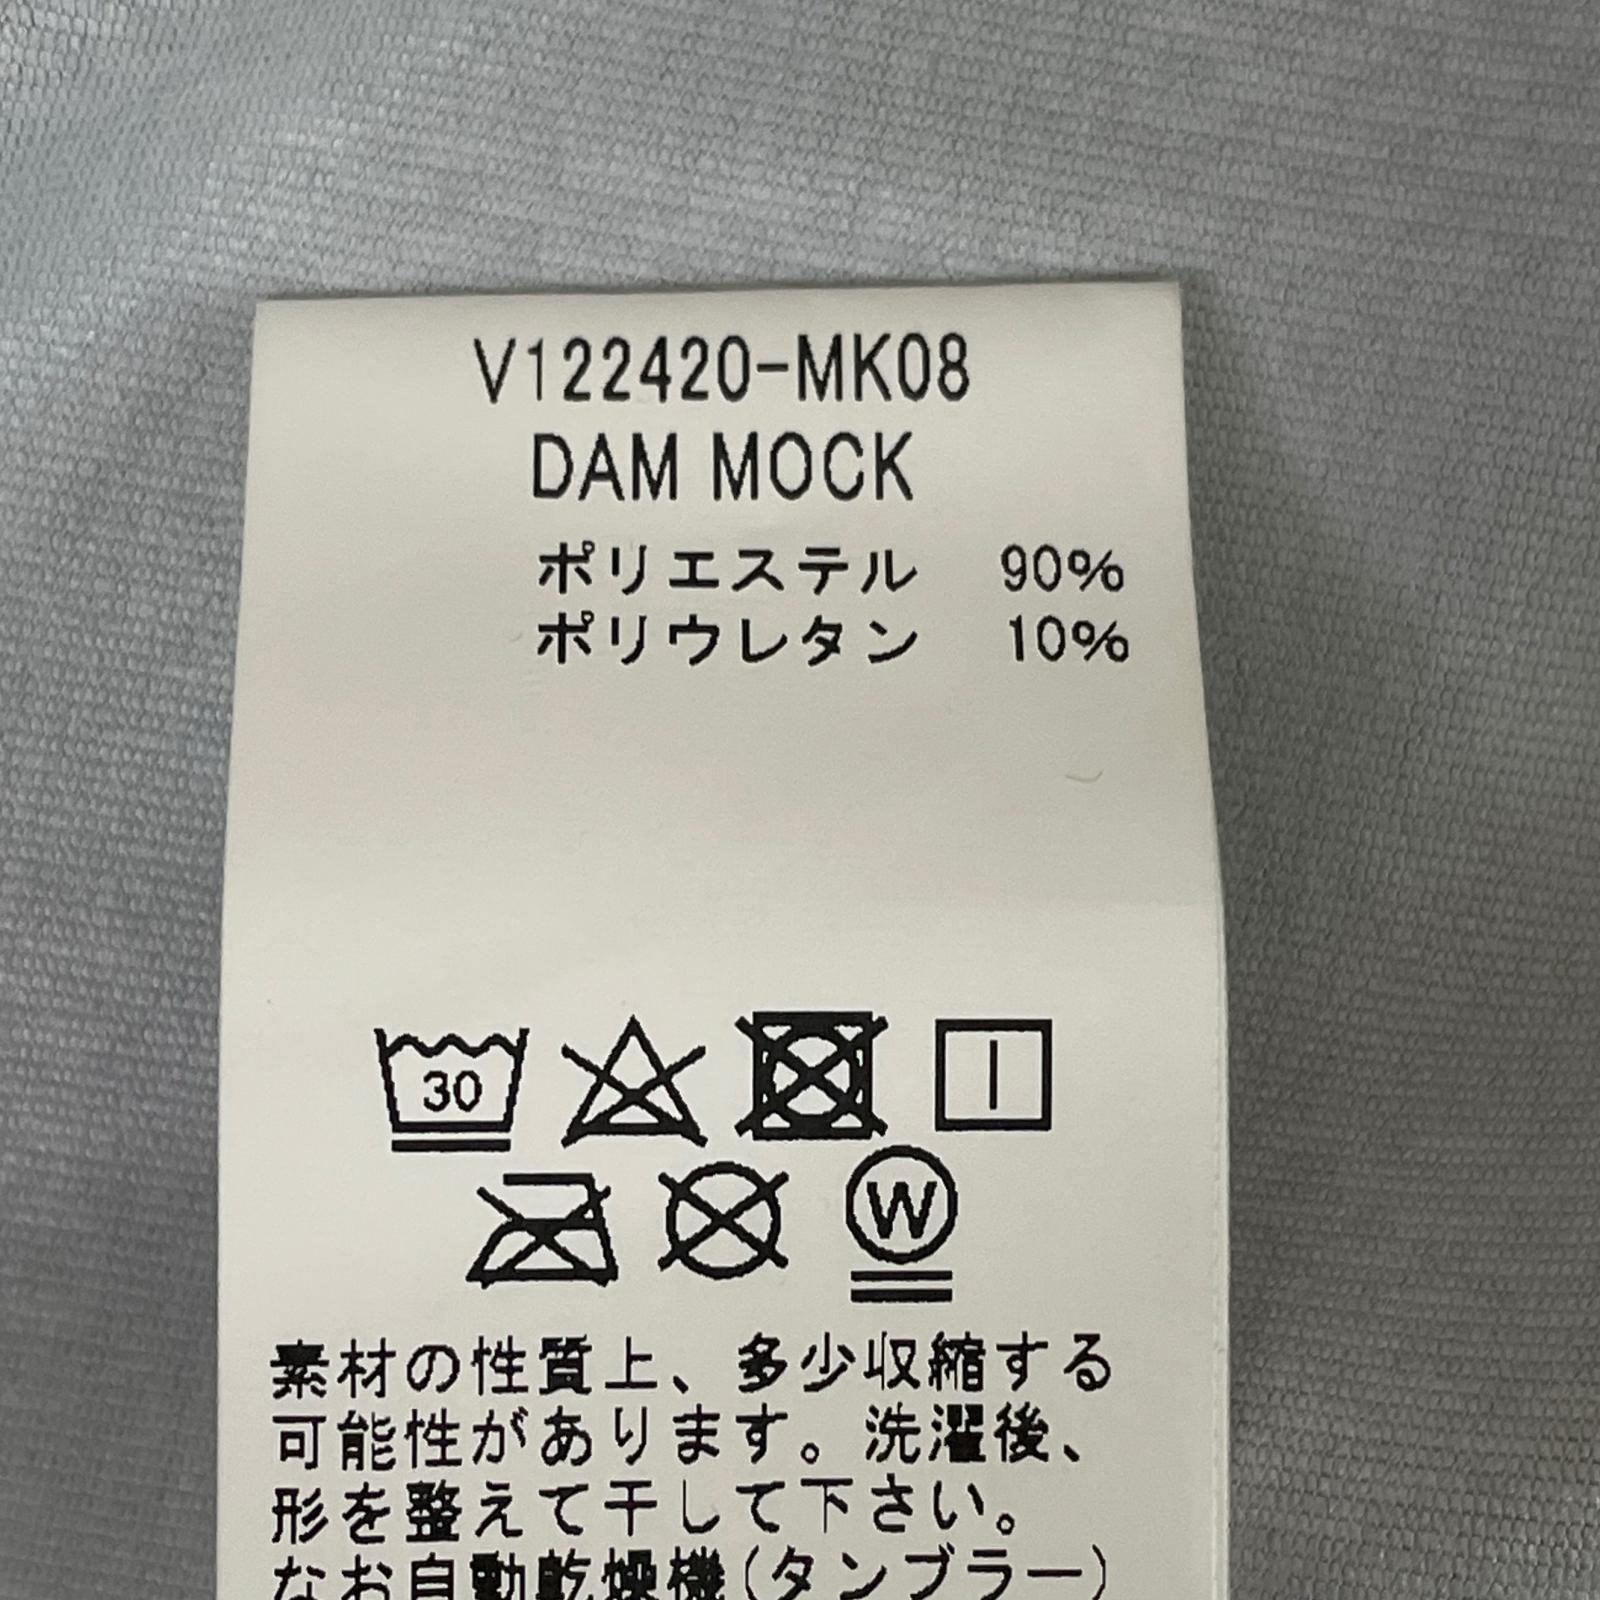 V122420-MK08
DAM MOCK
ポリエステル 90%
ポリウレタン 10%
30
W
素材の性質上、多少収縮する
可能性があります。洗濯後、
形を整えて干して下さい。
なお自動乾燥機(タンブラー)